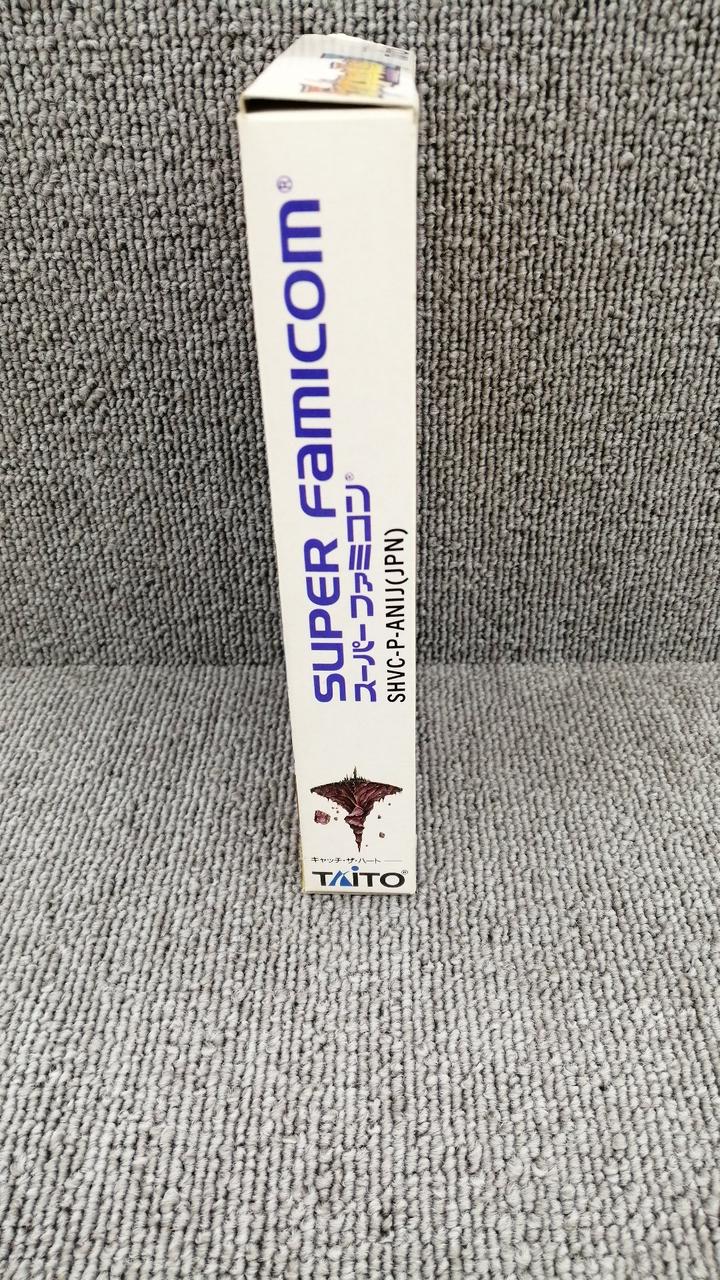 SUPER Famicom®
スーパーファミコン®
SHVC-P-ANIJ(JPN)
キャッチ・ザ・ハート
TAITO®